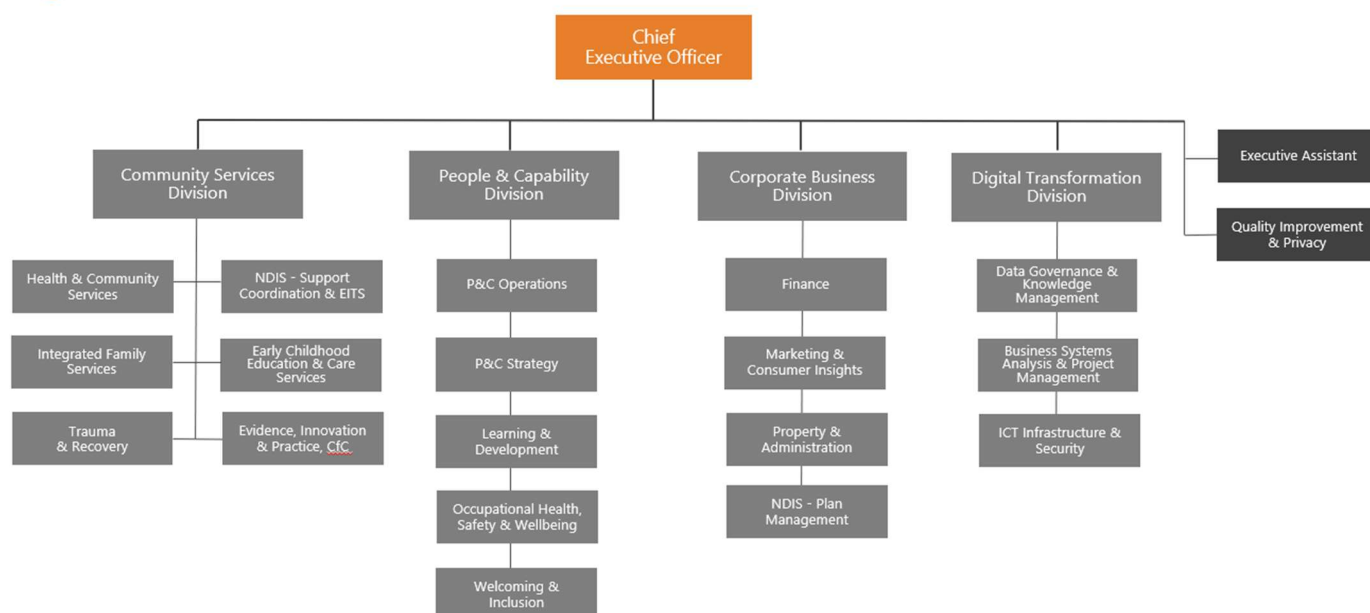 Chief
Executive Officer
Executive Assistant
Quality Improvement
& Privacy
Community Services
Division
People & Capability
Division
Corporate Business
Division
Digital Transformation
Division
Health & Community
Services
NDIS - Support
Coordination & EITS
Integrated Family
Services
Early Childhood
Education & Care
Services
Trauma
& Recovery
Evidence, Innovation
& Practice, CfC
P&C Operations
P&C Strategy
Learning &
Development
Occupational Health,
Safety & Wellbeing
Welcoming &
Inclusion
Finance
Marketing &
Consumer Insights
Property &
Administration
NDIS - Plan
Management
Data Governance &
Knowledge
Management
Business Systems
Analysis & Project
Management
ICT Infrastructure &
Security